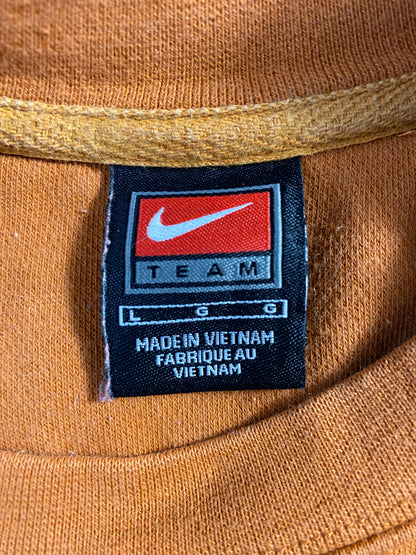 TEAM
L G G
MADE IN VIETNAM
FABRIQUE AU
VIETNAM